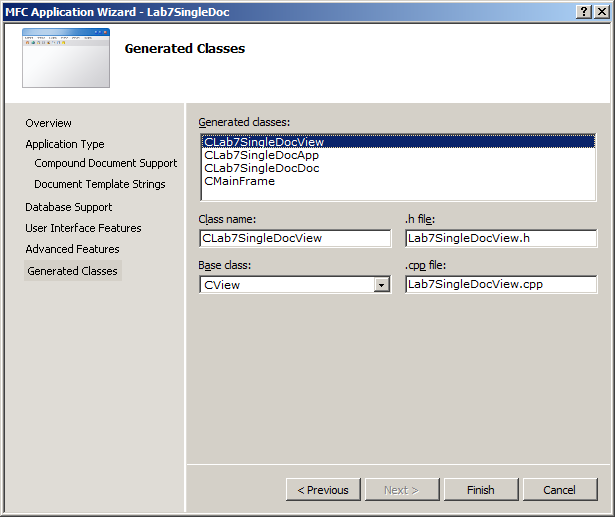 MFC Application Wizard - Lab7SingleDoc
Generated Classes
Overview
Application Type
Compound Document Support
Document Template Strings
Database Support
User Interface Features
Advanced Features
Generated Classes
Generated classes:
CLab7SingleDocView
CLab7SingleDocApp
CLab7SingleDocDoc
CMainFrame
Class name:
.h file:
CLab7SingleDocView
Lab7SingleDocView.h
Base class:
.cpp file:
CView
Lab7SingleDocView.cpp
< Previous
Next >
Finish
Cancel